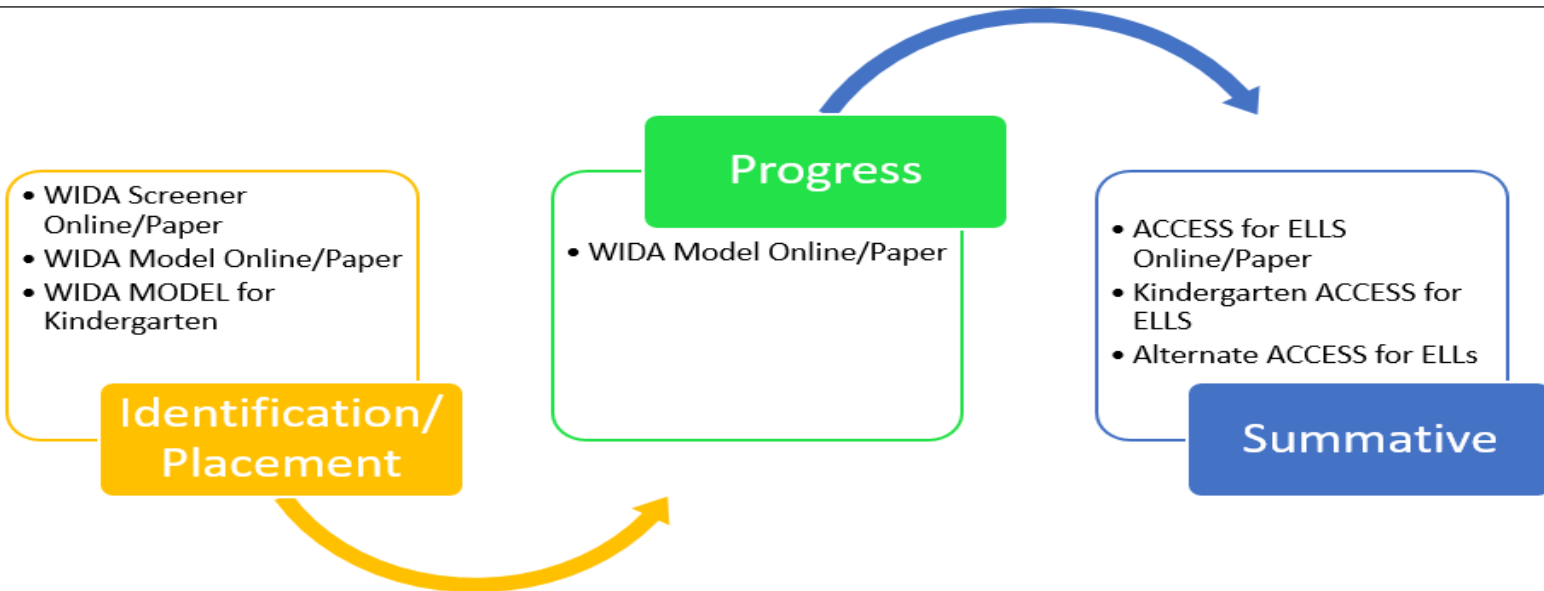 • WIDA Screener
Online/Paper
• WIDA Model Online/Paper
• WIDA MODEL for
Kindergarten
Identification/
Placement
Progress
• WIDA Model Online/Paper
• ACCESS for ELLS
Online/Paper
• Kindergarten ACCESS for
ELLS
• Alternate ACCESS for ELLs
Summative